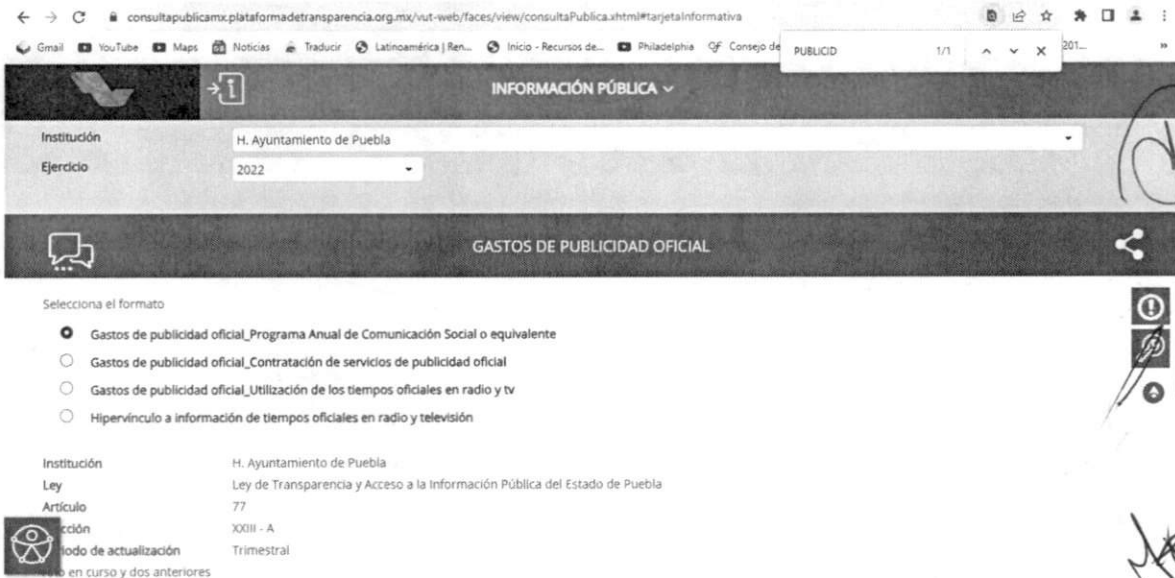 consultapublicamx.plataformadetransparencia.org.mx/vut-web/faces/view/consultaPublica.xhtml#tarjetaInformativa
Gmail YouTube Maps Noticias Traducir Latinoamérica | Ren... Inicio - Recursos de... Philadelphia Consejo de 201... »
PUBLICID 1/1
INFORMACIÓN PÚBLICA
Institución H. Ayuntamiento de Puebla
Ejercicio 2022
GASTOS DE PUBLICIDAD OFICIAL
Selecciona el formato
Gastos de publicidad oficial_Programa Anual de Comunicación Social o equivalente
Gastos de publicidad oficial_Contratación de servicios de publicidad oficial
Gastos de publicidad oficial_Utilización de los tiempos oficiales en radio y tv
Hipervínculo a información de tiempos oficiales en radio y televisión
Institución H. Ayuntamiento de Puebla
Ley Ley de Transparencia y Acceso a la Información Pública del Estado de Puebla
Artículo 77
cción XXIII - A
iodo de actualización Trimestral
en curso y dos anteriores